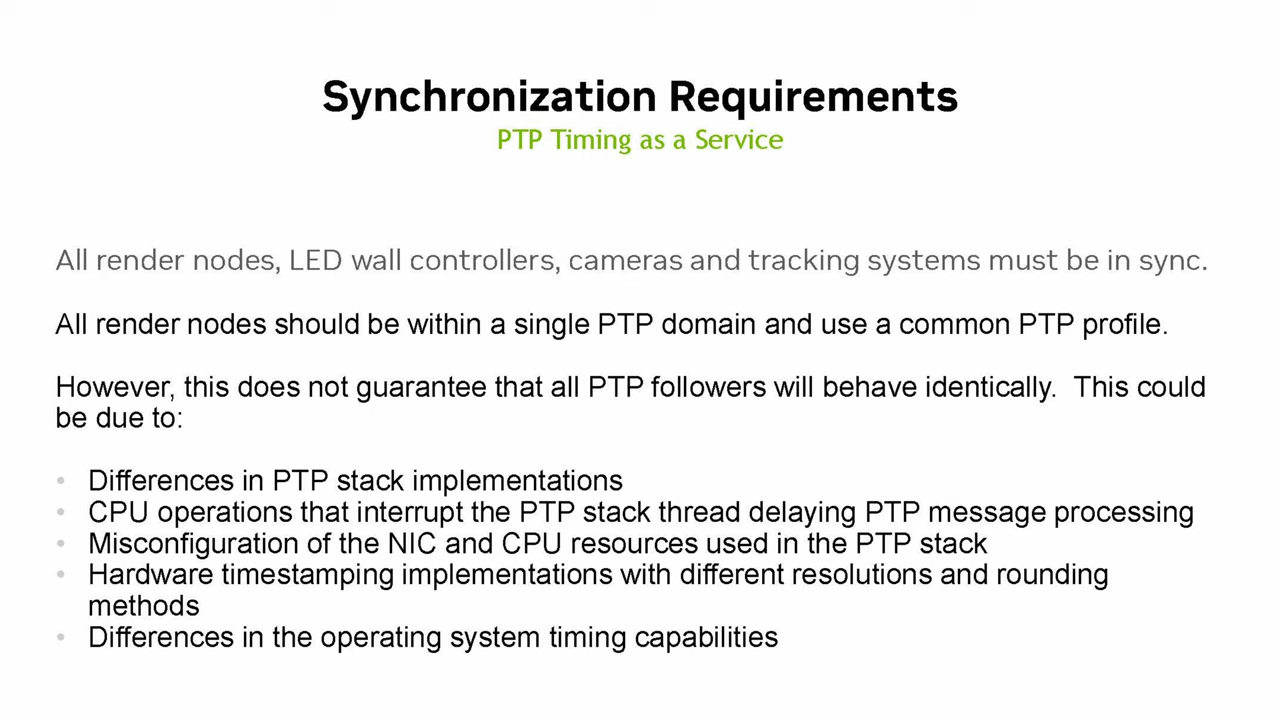 Synchronization Requirements
PTP Timing as a Service
All render nodes, LED wall controllers, cameras and tracking systems must be in sync.
All render nodes should be within a single PTP domain and use a common PTP profile.
However, this does not guarantee that all PTP followers will behave identically.  This could
be due to:
• Differences in PTP stack implementations
• CPU operations that interrupt the PTP stack thread delaying PTP message processing
• Misconfiguration of the NIC and CPU resources used in the PTP stack
• Hardware timestamping implementations with different resolutions and rounding
methods
• Differences in the operating system timing capabilities